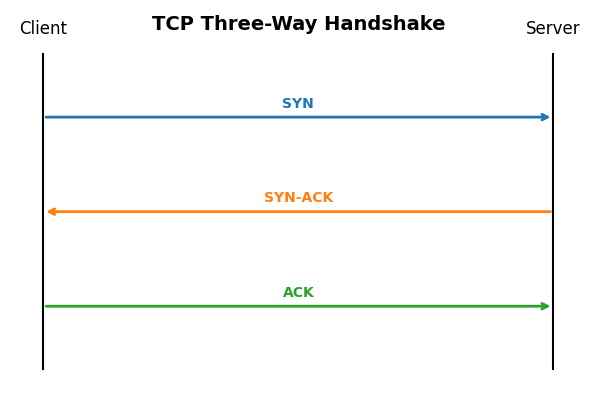 TCP Three-Way Handshake
Client
Server
SYN
SYN-ACK
ACK